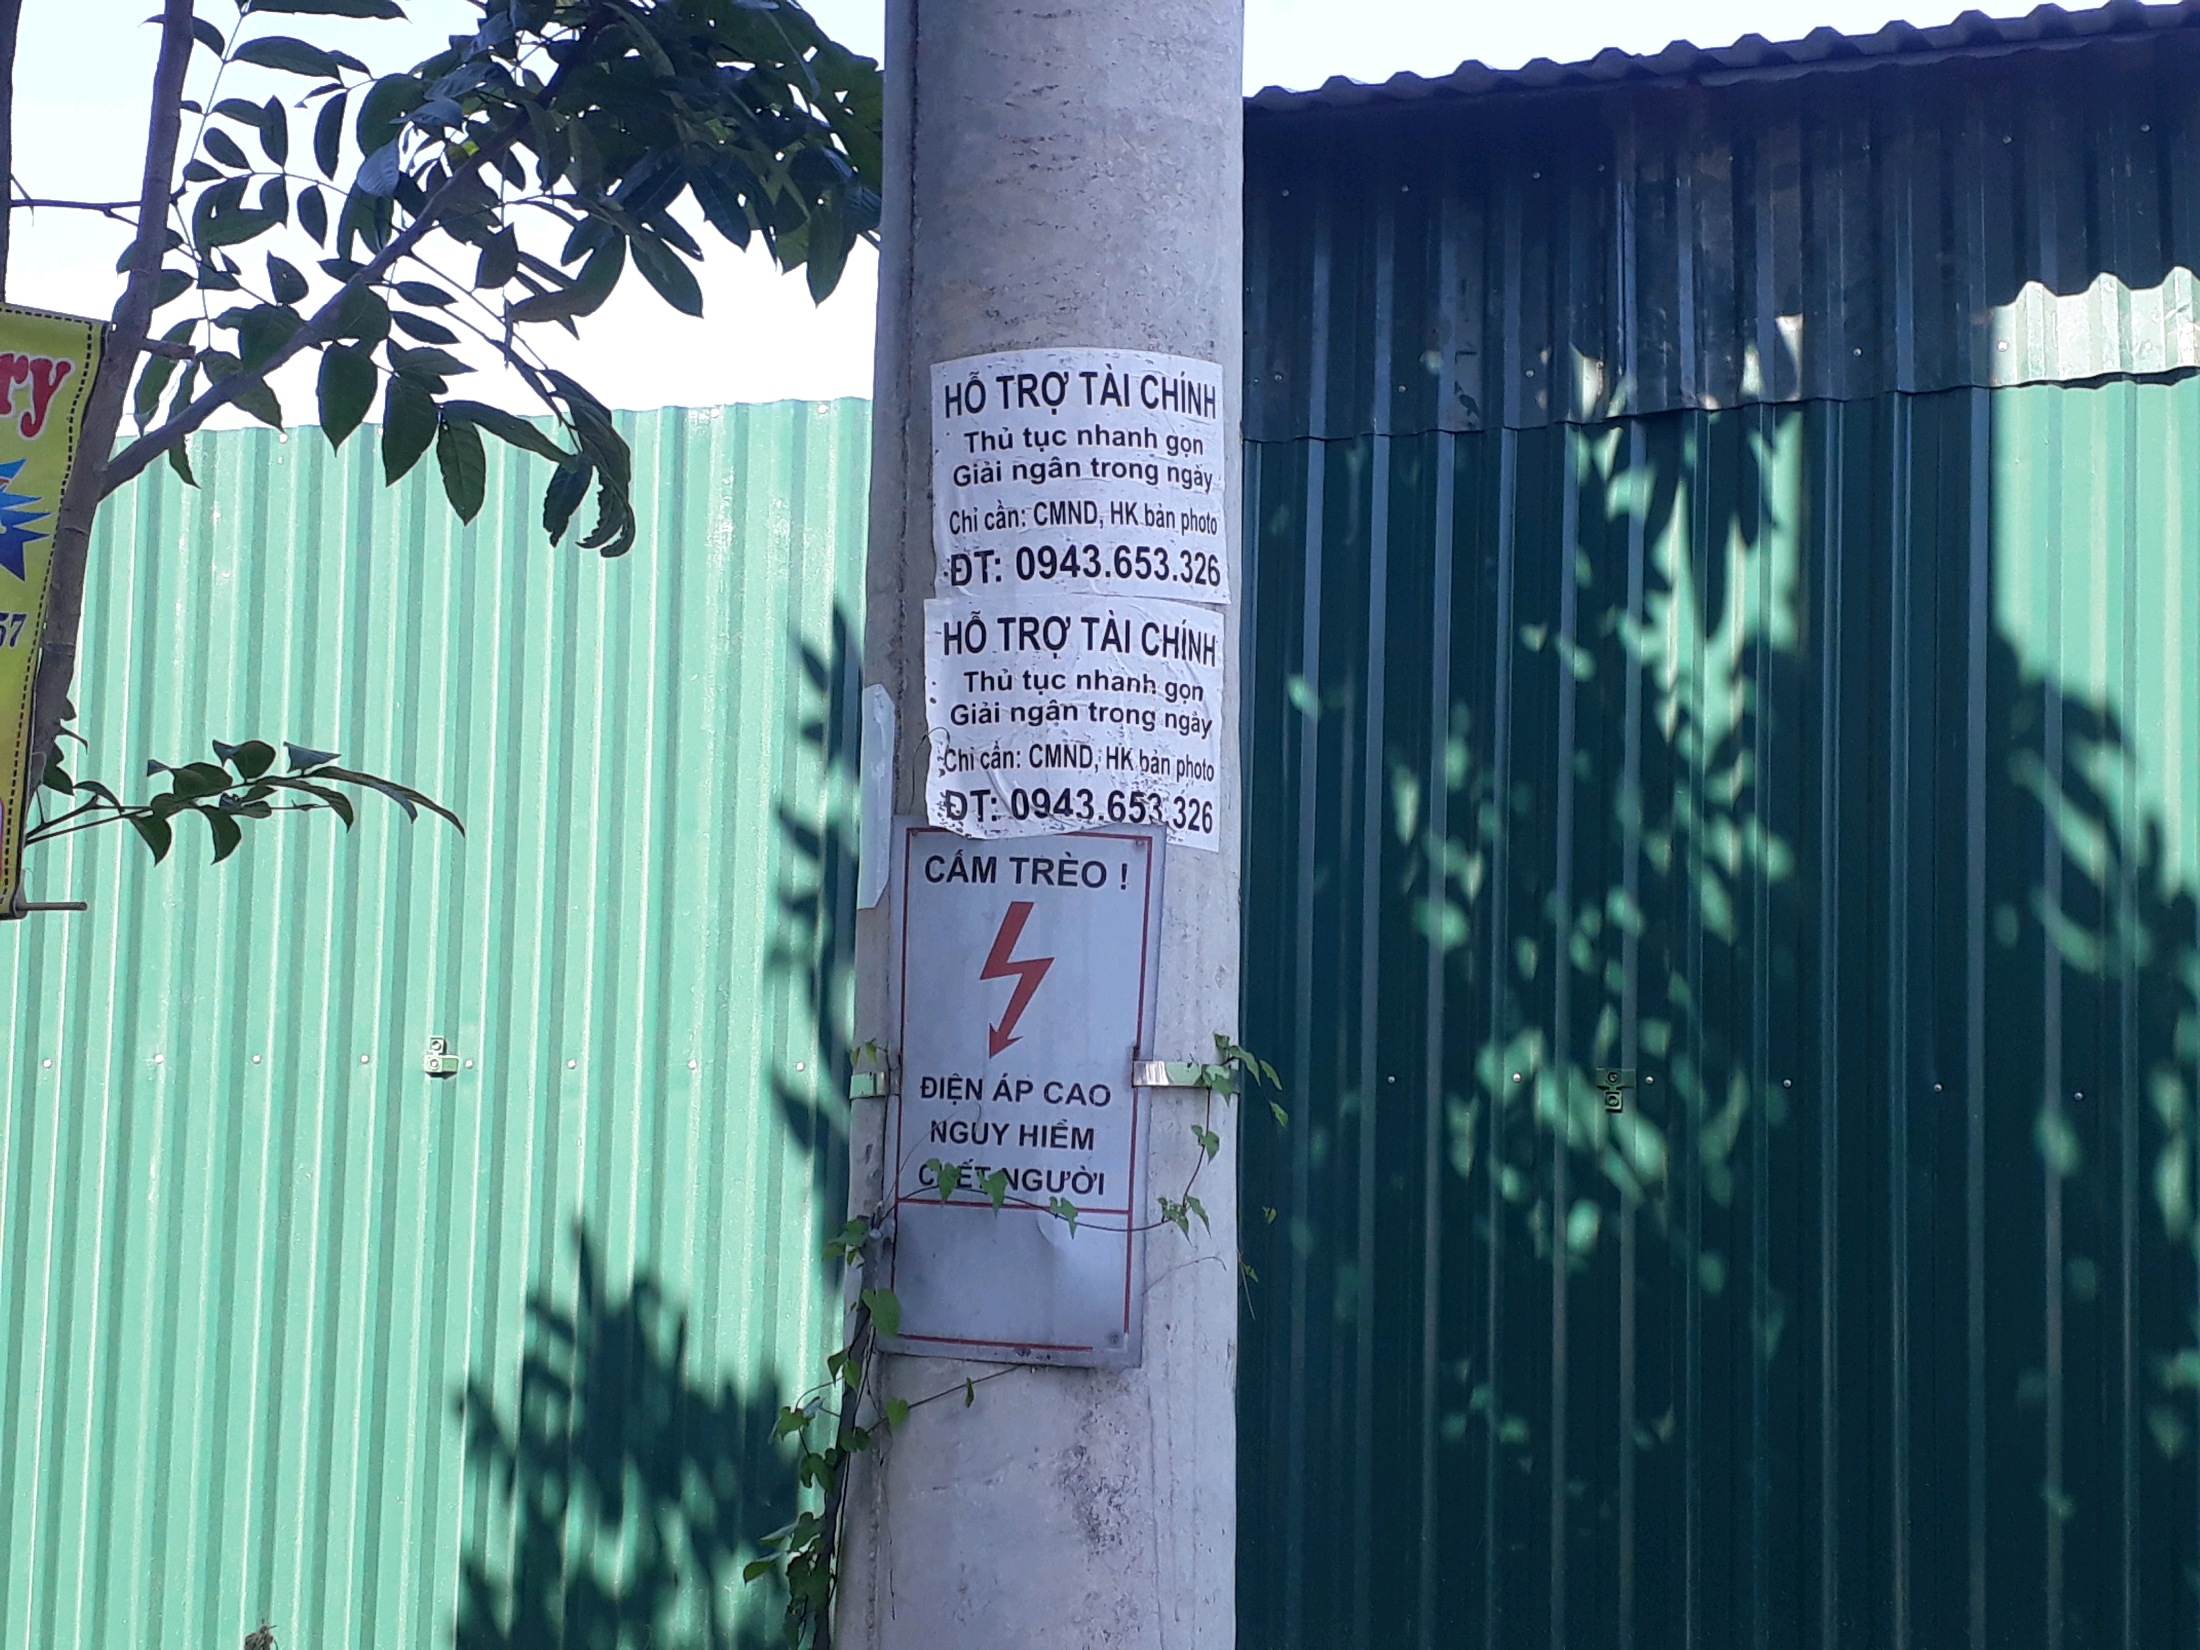 HỖ TRỢ TÀI CHÍNH
Thủ tục nhanh gọn
Giải ngân trong ngày
Chỉ cần: CMND, HK bản photo
ĐT: 0943.653.326
HỖ TRỢ TÀI CHÍNH
Thủ tục nhanh gọn
Giải ngân trong ngày
Chỉ cần: CMND, HK bản photo
ĐT: 0943.653.326
CẤM TRÈO !
ĐIỆN ÁP CAO
NGUY HIỂM
CHẾT NGƯỜI
ry
57